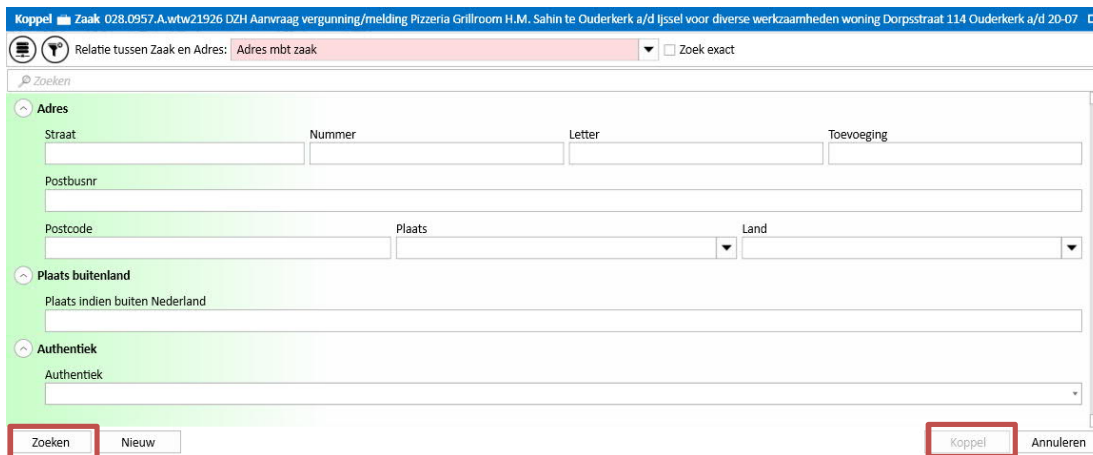 Koppel Zaak 028.0957.A.wtw21926 DZH Aanvraag vergunning/melding Pizzeria Grillroom H.M. Sahin te Ouderkerk a/d Ijssel voor diverse werkzaamheden woning Dorpsstraat 114 Ouderkerk a/d 20-07
Relatie tussen Zaak en Adres: Adres mbt zaak Zoek exact
Zoeken
Adres
Straat Nummer Letter Toevoeging
Postbusnr
Postcode Plaats Land
Plaats buitenland
Plaats indien buiten Nederland
Authentiek
Authentiek
Zoeken Nieuw Koppel Annuleren